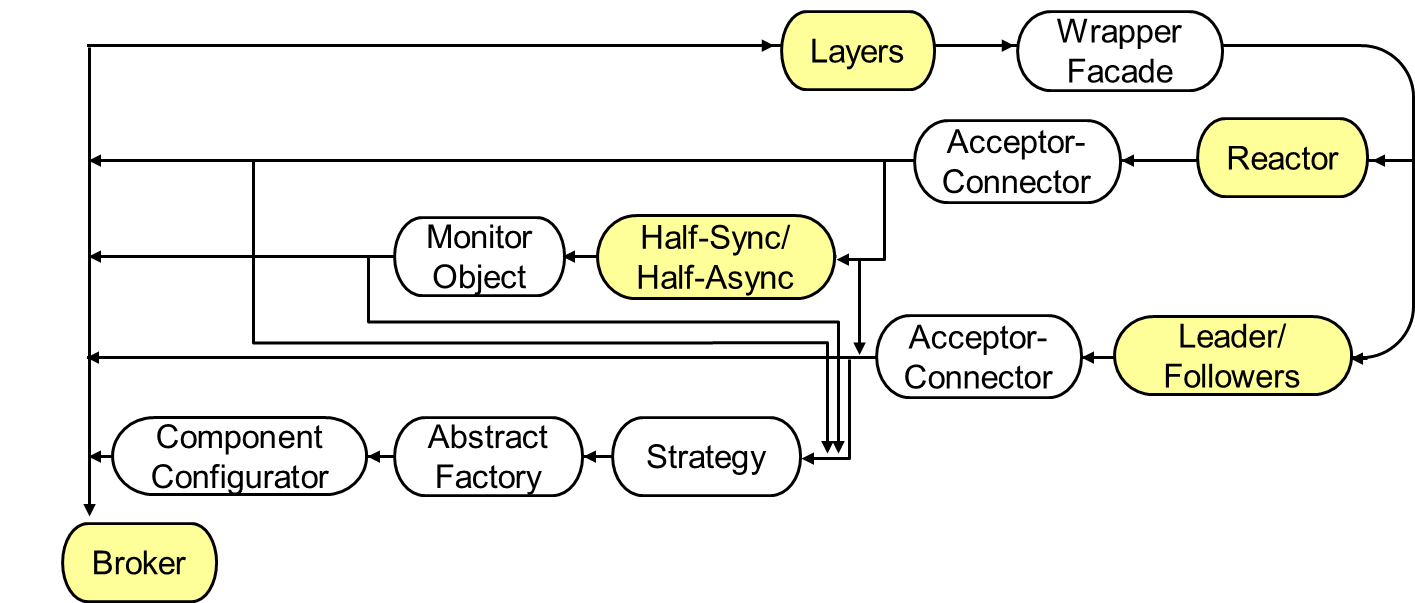 Layers
Wrapper
Facade
Acceptor-
Connector
Reactor
Monitor
Object
Half-Sync/
Half-Async
Acceptor-
Connector
Leader/
Followers
Component
Configurator
Abstract
Factory
Strategy
Broker